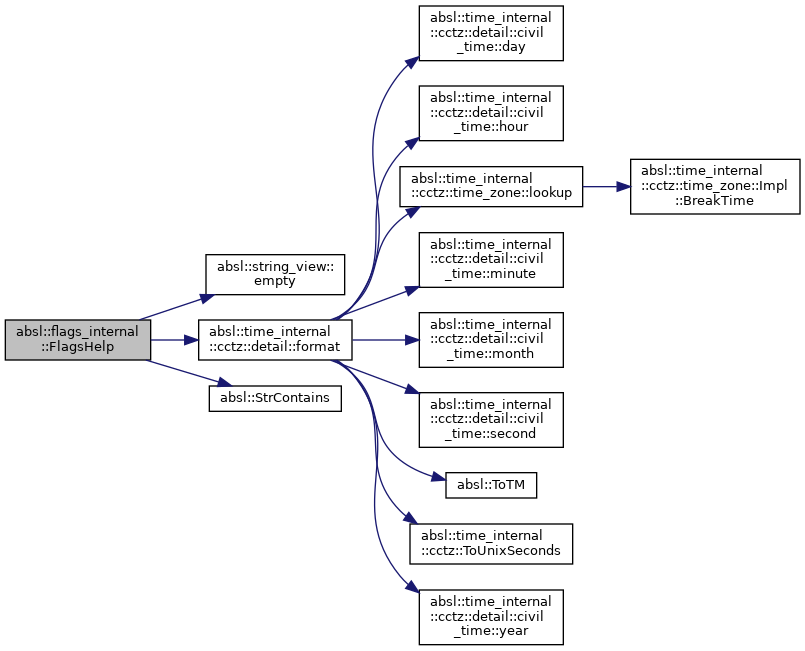 absl::flags_internal
::FlagsHelp
absl::string_view::
empty
absl::time_internal
::cctz::detail::format
absl::StrContains
absl::time_internal
::cctz::detail::civil
_time::day
absl::time_internal
::cctz::detail::civil
_time::hour
absl::time_internal
::cctz::time_zone::lookup
absl::time_internal
::cctz::time_zone::Impl
::BreakTime
absl::time_internal
::cctz::detail::civil
_time::minute
absl::time_internal
::cctz::detail::civil
_time::month
absl::time_internal
::cctz::detail::civil
_time::second
absl::ToTM
absl::time_internal
::cctz::ToUnixSeconds
absl::time_internal
::cctz::detail::civil
_time::year